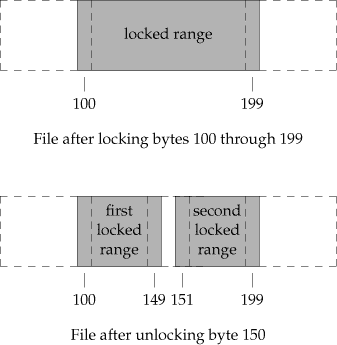 locked range
100 199
File after locking bytes 100 through 199
first second
locked locked
range range
100 149 151 199
File after unlocking byte 150